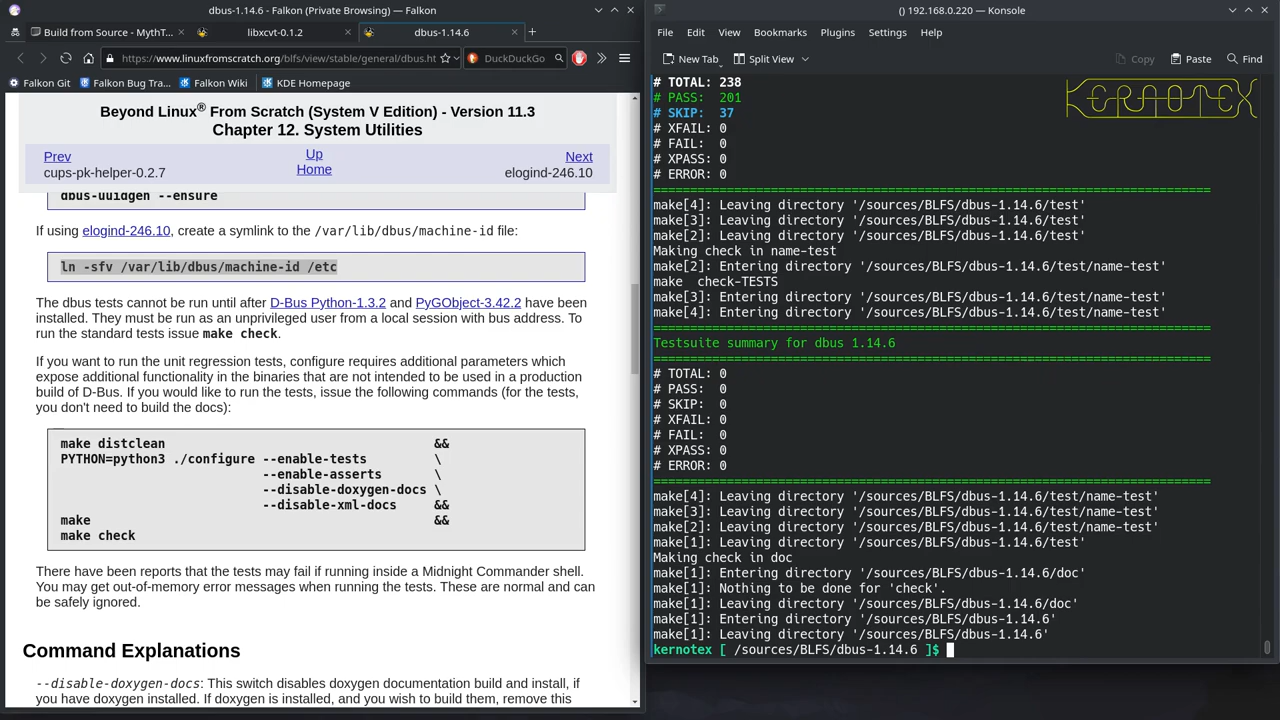 dbus-1.14.6 - Falkon (Private Browsing) — Falkon
Build from Source - MythT...
libxcvt-0.1.2
dbus-1.14.6
https://www.linuxfromscratch.org/blfs/view/stable/general/dbus.ht
DuckDuckGo
Falkon Git
Falkon Bug Tra...
Falkon Wiki
KDE Homepage
Beyond Linux® From Scratch (System V Edition) - Version 11.3
Chapter 12. System Utilities
Prev
Up
Next
cups-pk-helper-0.2.7
Home
elogind-246.10
dbus-uuidgen --ensure
If using elogind-246.10, create a symlink to the /var/lib/dbus/machine-id file:
ln -sfv /var/lib/dbus/machine-id /etc
The dbus tests cannot be run until after D-Bus Python-1.3.2 and PyGObject-3.42.2 have been
installed. They must be run as an unprivileged user from a local session with bus address. To
run the standard tests issue make check.
If you want to run the unit regression tests, configure requires additional parameters which
expose additional functionality in the binaries that are not intended to be used in a production
build of D-Bus. If you would like to run the tests, issue the following commands (for the tests,
you don't need to build the docs):
make distclean &&
PYTHON=python3 ./configure --enable-tests \
--enable-asserts \
--disable-doxygen-docs \
--disable-xml-docs &&
make &&
make check
There have been reports that the tests may fail if running inside a Midnight Commander shell.
You may get out-of-memory error messages when running the tests. These are normal and can
be safely ignored.
Command Explanations
--disable-doxygen-docs: This switch disables doxygen documentation build and install, if
you have doxygen installed. If doxygen is installed, and you wish to build them, remove this
() 192.168.0.220 — Konsole
File Edit View Bookmarks Plugins Settings Help
New Tab
Split View
Copy
Paste
Find
KERNOTEX
# TOTAL: 238
# PASS:  201
# SKIP:  37
# XFAIL: 0
# FAIL:  0
# XPASS: 0
# ERROR: 0
============================================================================
make[4]: Leaving directory '/sources/BLFS/dbus-1.14.6/test'
make[3]: Leaving directory '/sources/BLFS/dbus-1.14.6/test'
make[2]: Leaving directory '/sources/BLFS/dbus-1.14.6/test'
Making check in name-test
make[2]: Entering directory '/sources/BLFS/dbus-1.14.6/test/name-test'
make  check-TESTS
make[3]: Entering directory '/sources/BLFS/dbus-1.14.6/test/name-test'
make[4]: Entering directory '/sources/BLFS/dbus-1.14.6/test/name-test'
============================================================================
Testsuite summary for dbus 1.14.6
============================================================================
# TOTAL: 0
# PASS:  0
# SKIP:  0
# XFAIL: 0
# FAIL:  0
# XPASS: 0
# ERROR: 0
============================================================================
make[4]: Leaving directory '/sources/BLFS/dbus-1.14.6/test/name-test'
make[3]: Leaving directory '/sources/BLFS/dbus-1.14.6/test/name-test'
make[2]: Leaving directory '/sources/BLFS/dbus-1.14.6/test/name-test'
make[1]: Leaving directory '/sources/BLFS/dbus-1.14.6/test'
Making check in doc
make[1]: Entering directory '/sources/BLFS/dbus-1.14.6/doc'
make[1]: Nothing to be done for 'check'.
make[1]: Leaving directory '/sources/BLFS/dbus-1.14.6/doc'
make[1]: Entering directory '/sources/BLFS/dbus-1.14.6'
make[1]: Leaving directory '/sources/BLFS/dbus-1.14.6'
kernotex [ /sources/BLFS/dbus-1.14.6 ]$